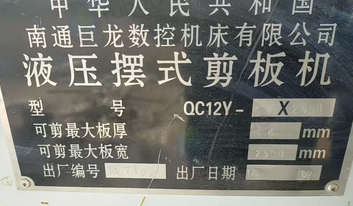 中华人民共和国
南通巨龙数控机床有限公司
液压摆式剪板机
型 号 QC12Y- X
可剪最大板厚 mm
可剪最大板宽 mm
出厂编号 出厂日期